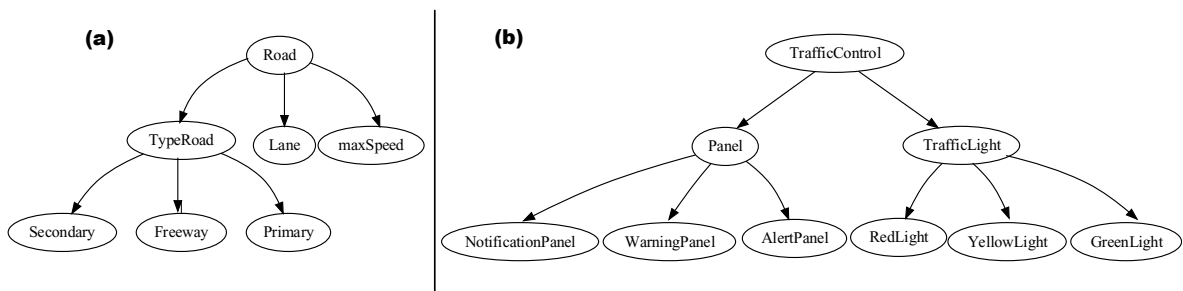 (a)
Road
TypeRoad
Lane
maxSpeed
Secondary
Freeway
Primary
(b)
TrafficControl
Panel
TrafficLight
NotificationPanel
WarningPanel
AlertPanel
RedLight
YellowLight
GreenLight